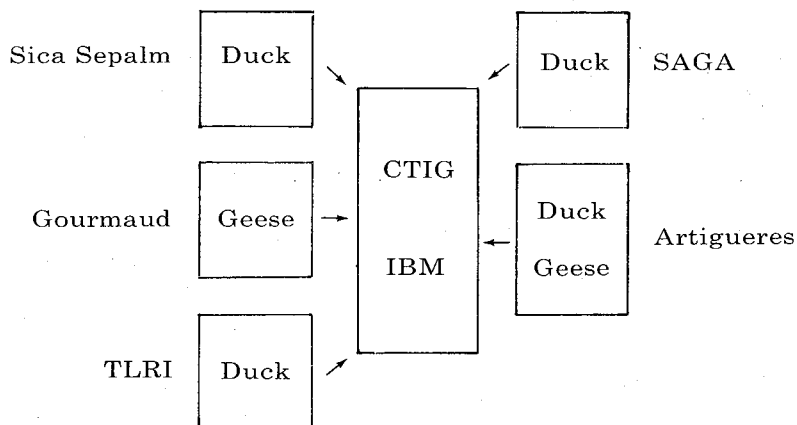 Sica Sepalm
Duck
Duck
SAGA
CTIG
Gourmaud
Geese
Duck
Geese
Artigueres
IBM
TLRI
Duck